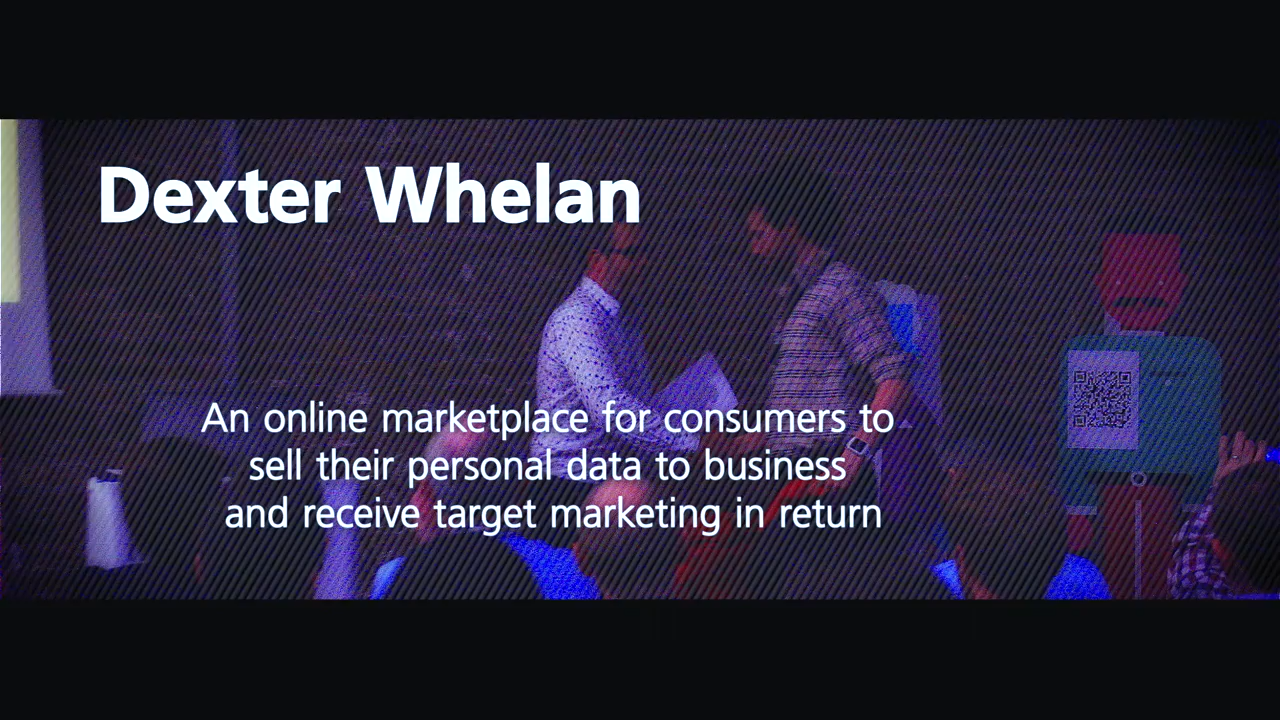 Dexter Whelan
An online marketplace for consumers to
sell their personal data to business
and receive target marketing in return